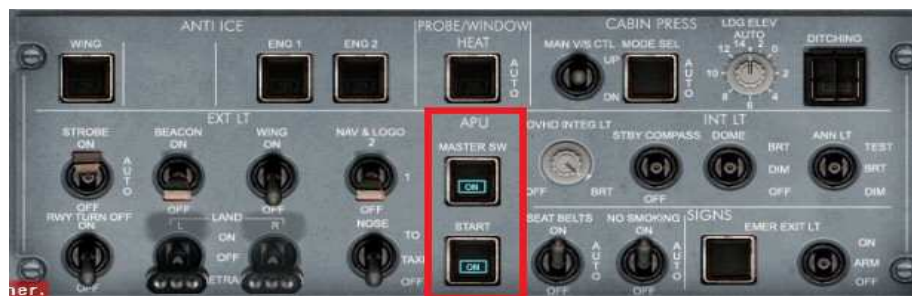 ANTI ICE
PROBE/WINDOW HEAT
CABIN PRESS
LDG ELEV
AUTO
WING
ENG 1
ENG 2
AUTO
MAN V/S CTL
UP
DN
MODE SEL
AUTO
12 14 2 0
10 2
8 6 4
DITCHING
EXT LT
APU
INT LT
STROBE
ON
AUTO
BEACON
ON
OFF
WING
ON
OFF
NAV & LOGO
2
1
OFF
MASTER SW
ON
OVHD INTEG LT
OFF BRT
STBY COMPASS
OFF
DOME
BRT
DIM
OFF
ANN LT
TEST
BRT
DIM
RWY TURN OFF
ON
OFF
LAND
L
R
ON
OFF
RETRA
NOSE
TO
TAXI
OFF
START
ON
SEAT BELTS
ON
AUTO
OFF
NO SMOKING
ON
AUTO
OFF
SIGNS
EMER EXIT LT
ON
ARM
OFF
ner.